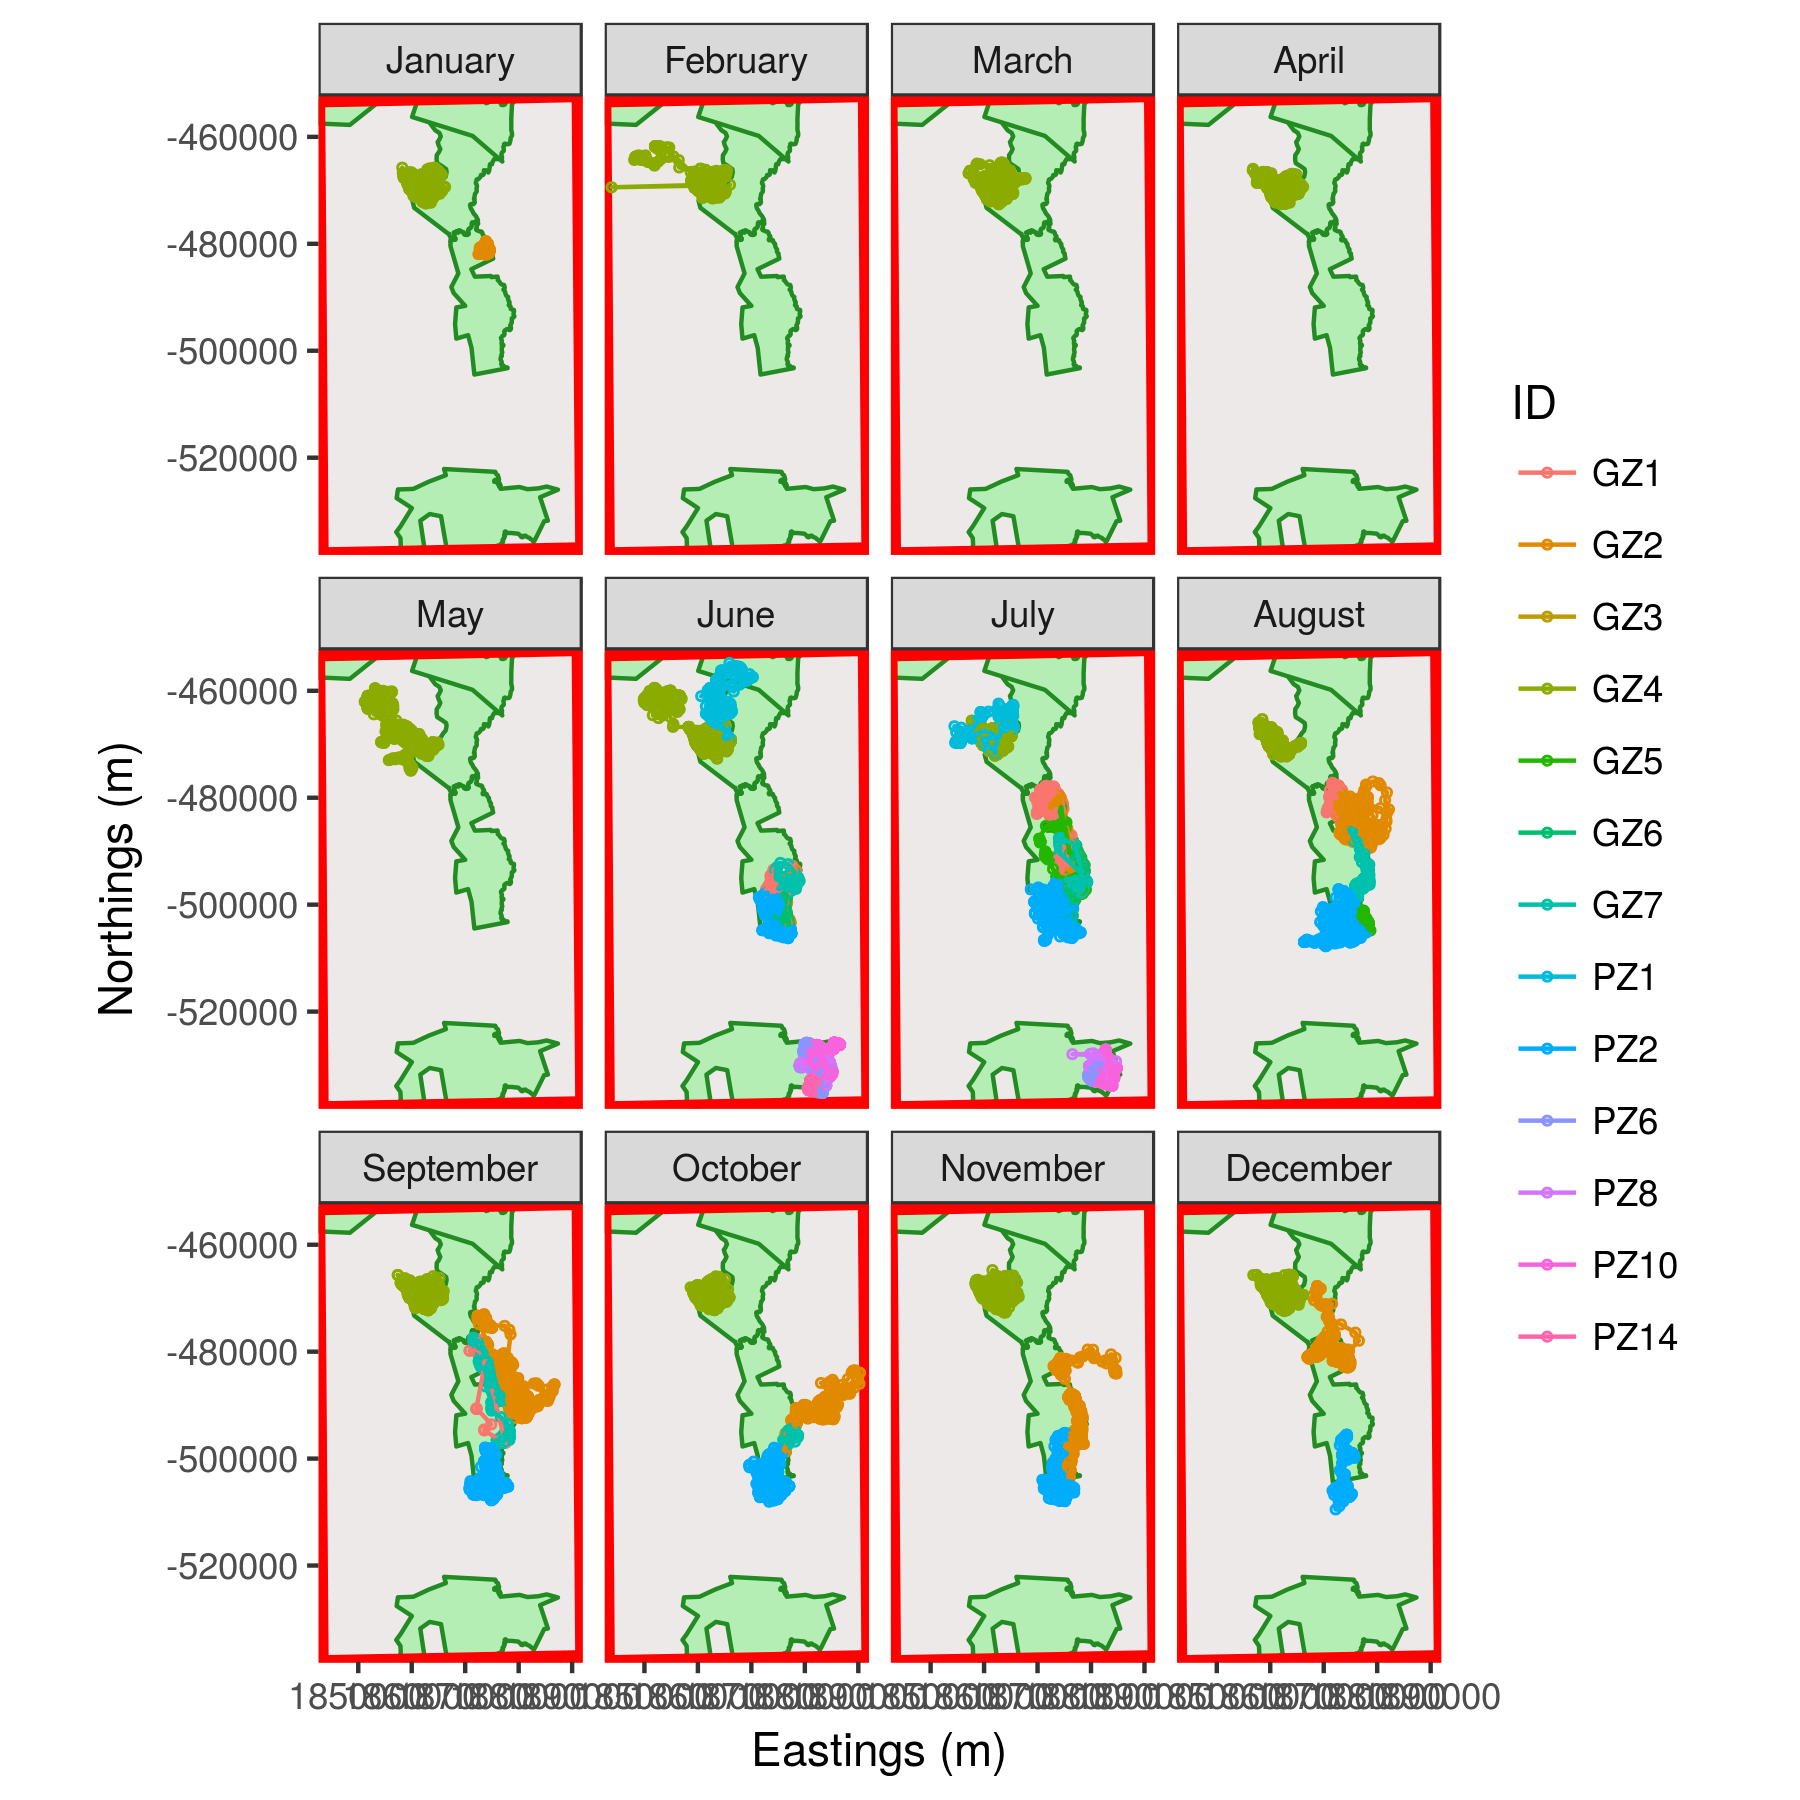 January February March April
-460000
-480000
-500000
-520000
May June July August
-460000
-480000
-500000
-520000
September October November December
-460000
-480000
-500000
-520000
Eastings (m)
Northings (m)
ID
GZ1
GZ2
GZ3
GZ4
GZ5
GZ6
GZ7
PZ1
PZ2
PZ6
PZ8
PZ10
PZ14